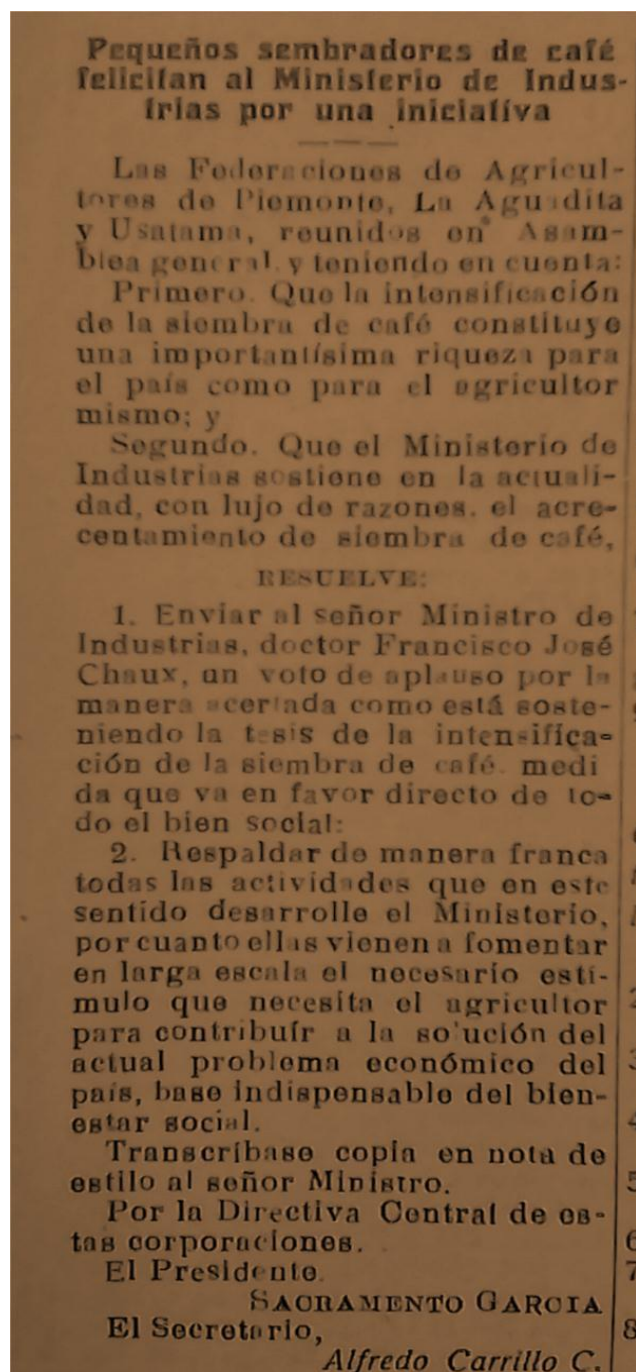 Pequeños sembradores de café
felicitan al Ministerio de Indus-
trias por una iniciativa
Las Federaciones de Agricul-
tores de Piemonte, La Aguadita
y Usatama, reunidos en Asam-
blea general y teniendo en cuenta:
Primero. Que la intensificación
de la siembra de café constituye
una importantísima riqueza para
el país como para el agricultor
mismo; y
Segundo. Que el Ministerio de
Industrias sostiene en la actuali-
dad, con lujo de razones. el acre-
centamiento de siembra de café,
RESUELVE:
1. Enviar al señor Ministro de
Industrias, doctor Francisco José
Chaux, un voto de aplauso por la
manera acertada como está soste-
niendo la tesis de la intensifica-
ción de la siembra de café. medi
da que va en favor directo de to-
do el bien social:
2. Respaldar de manera franca
todas las actividades que en este
sentido desarrolle el Ministerio,
por cuanto ellas vienen a fomentar
en larga escala el necesario estí-
mulo que necesita el agricultor
para contribuír a la solución del
actual problema económico del
país, base indispensable del bien-
estar social.
Transcríbase copia en nota de
estilo al señor Ministro.
Por la Directiva Central de es-
tas corporaciones.
El Presidente.
SACRAMENTO GARCIA
El Secretario,
Alfredo Carrillo C.